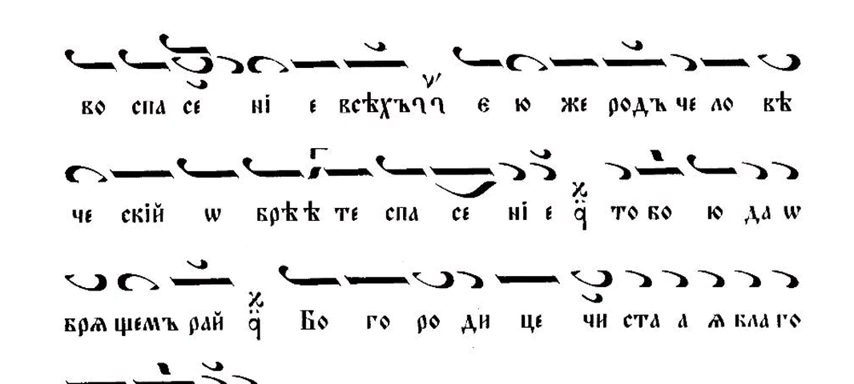 во спа се ні е всѣхъ є ю же родъ че ло вѣ
че скій ѡ брѣ ѣ те спа се ні е то бо ю да ѡ
брѧ щемъ рай Бо го ро ди це чи ста а ѧ бла го